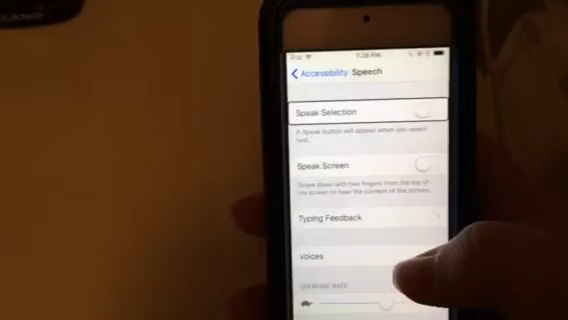 iPod
7:26 PM
Accessibility Speech
Speak Selection
A Speak button will appear when you select
text.
Speak Screen
Swipe down with two fingers from the top of
the screen to hear the content of the screen.
Typing Feedback
Voices
SPEAKING RATE